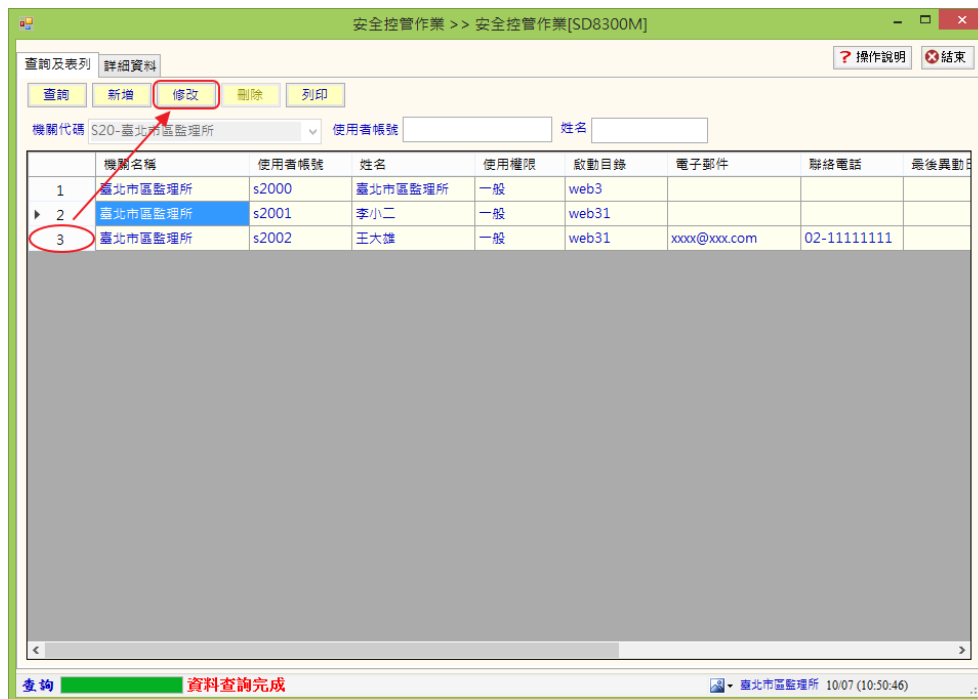 安全控管作業 >> 安全控管作業[SD8300M]
查詢及表列 詳細資料 ? 操作說明 結束
查詢 新增 修改 刪除 列印
機關代碼 S20-臺北市區監理所 使用者帳號 姓名
機關名稱 使用者帳號 姓名 使用權限 啟動目錄 電子郵件 聯絡電話 最後異動日
1 臺北市區監理所 s2000 臺北市區監理所 一般 web3
2 臺北市區監理所 s2001 李小二 一般 web31
3 臺北市區監理所 s2002 王大雄 一般 web31 xxxx@xxx.com 02-11111111
查詢 資料查詢完成 臺北市區監理所 10/07 (10:50:46)